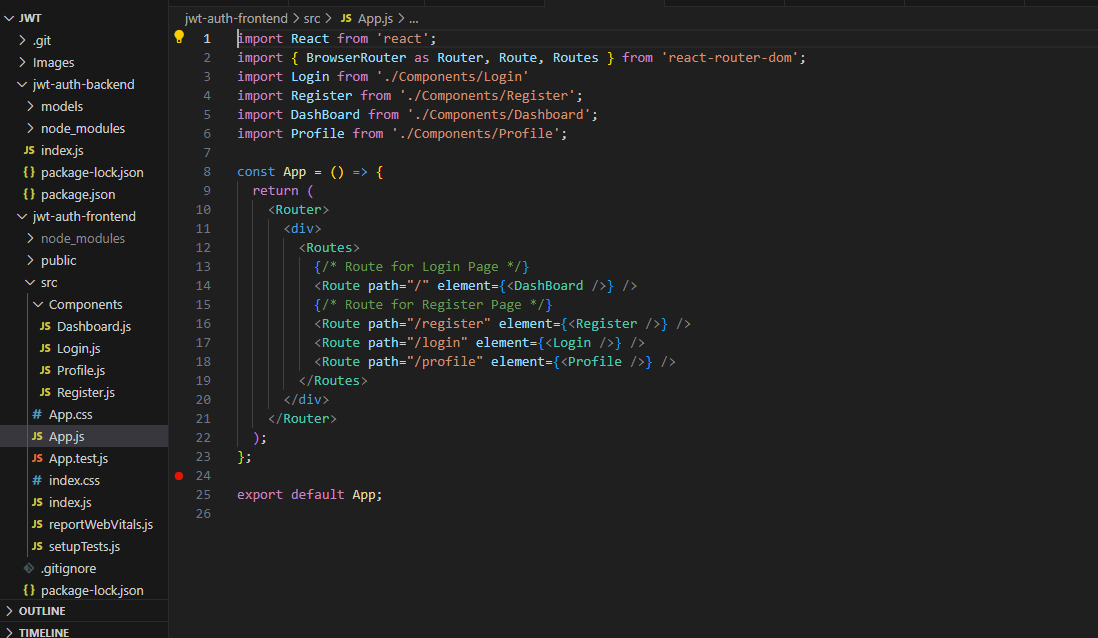 JWT
.git
Images
jwt-auth-backend
models
node_modules
JS index.js
{} package-lock.json
{} package.json
jwt-auth-frontend
node_modules
public
src
Components
JS Dashboard.js
JS Login.js
JS Profile.js
JS Register.js
# App.css
JS App.js
JS App.test.js
# index.css
JS index.js
JS reportWebVitals.js
JS setupTests.js
.gitignore
{} package-lock.json
OUTLINE
TIMELINE
jwt-auth-frontend > src > JS App.js > ...
1 import React from 'react';
2 import { BrowserRouter as Router, Route, Routes } from 'react-router-dom';
3 import Login from './Components/Login'
4 import Register from './Components/Register';
5 import DashBoard from './Components/Dashboard';
6 import Profile from './Components/Profile';
7
8 const App = () => {
9   return (
10     <Router>
11       <div>
12         <Routes>
13           {/* Route for Login Page */}
14           <Route path="/" element={<DashBoard />} />
15           {/* Route for Register Page */}
16           <Route path="/register" element={<Register />} />
17           <Route path="/login" element={<Login />} />
18           <Route path="/profile" element={<Profile />} />
19         </Routes>
20       </div>
21     </Router>
22   );
23 };
24
25 export default App;
26